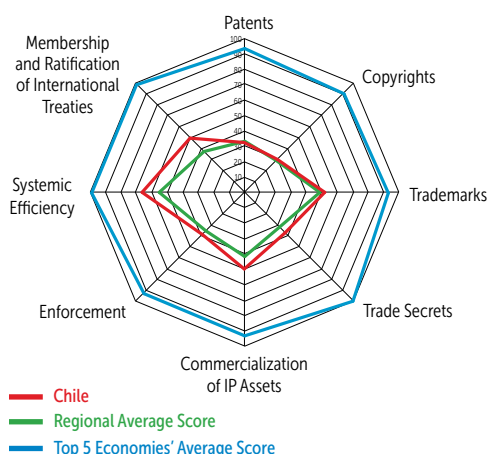 Patents
Membership
and Ratification
of International
Treaties
Copyrights
100
90
80
70
60
50
40
30
20
10
Systemic
Efficiency
Trademarks
Enforcement
Trade Secrets
Commercialization
of IP Assets
Chile
Regional Average Score
Top 5 Economies' Average Score